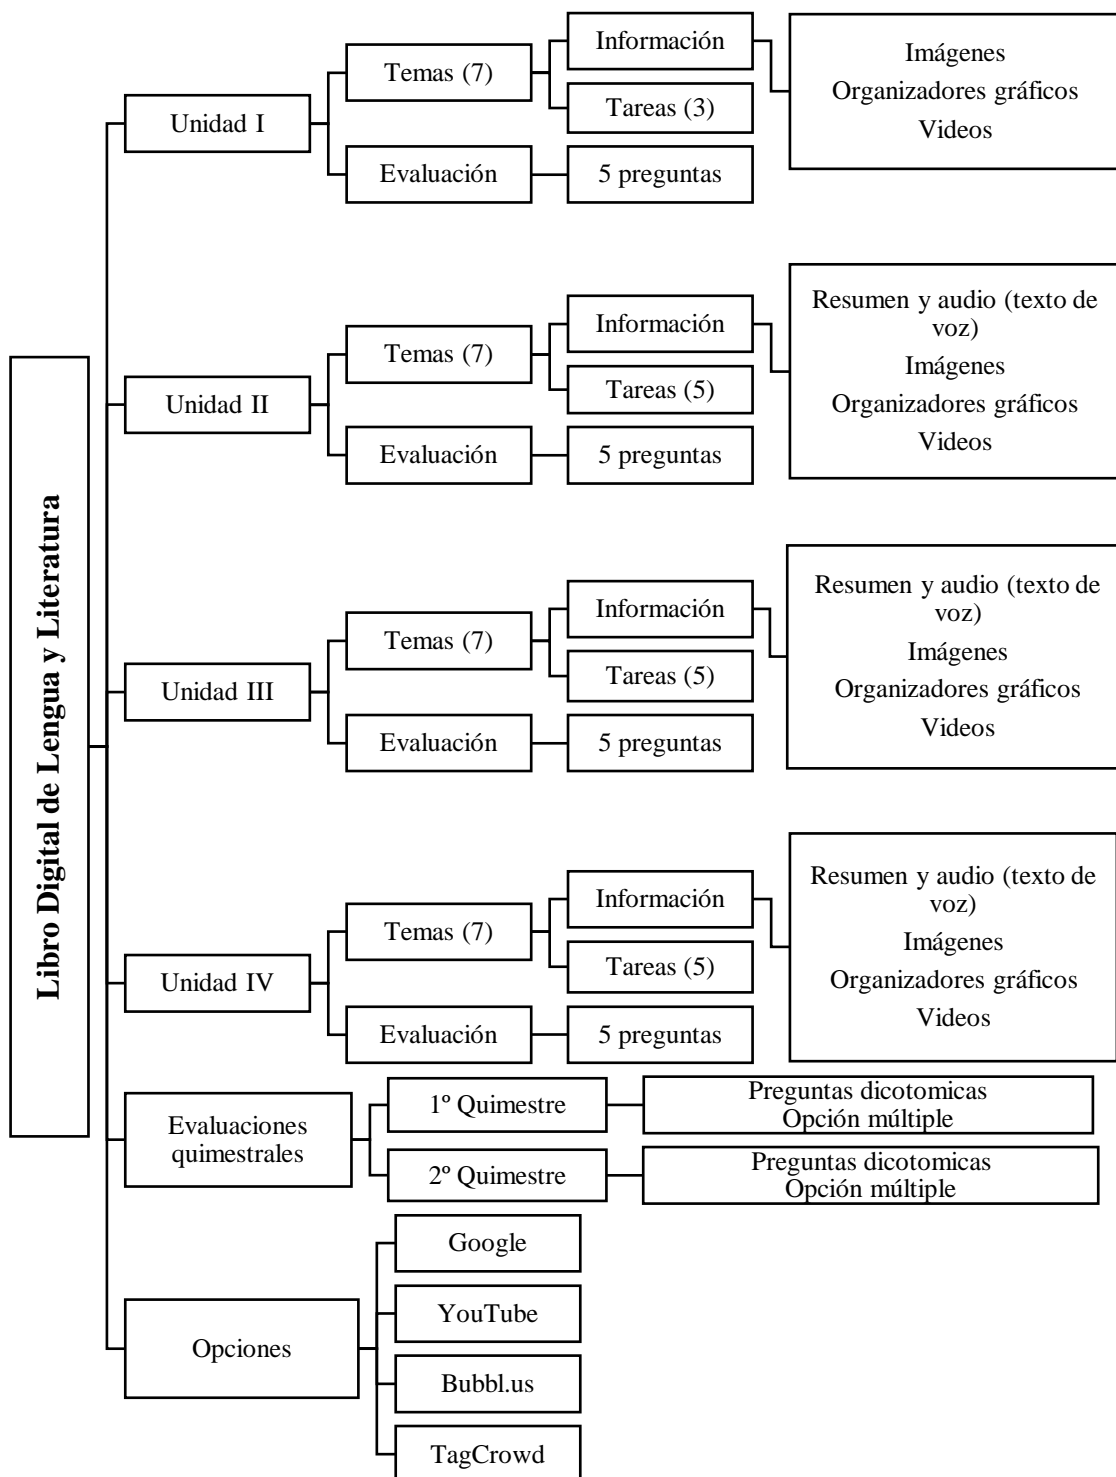 Libro Digital de Lengua y Literatura
Unidad I
Temas (7)
Información
Imágenes
Organizadores gráficos
Videos
Tareas (3)
Evaluación
5 preguntas
Unidad II
Temas (7)
Información
Resumen y audio (texto de
voz)
Imágenes
Organizadores gráficos
Videos
Tareas (5)
Evaluación
5 preguntas
Unidad III
Temas (7)
Información
Resumen y audio (texto de
voz)
Imágenes
Organizadores gráficos
Videos
Tareas (5)
Evaluación
5 preguntas
Unidad IV
Temas (7)
Información
Resumen y audio (texto de
voz)
Imágenes
Organizadores gráficos
Videos
Tareas (5)
Evaluación
5 preguntas
Evaluaciones
quimestrales
1º Quimestre
Preguntas dicotomicas
Opción múltiple
2º Quimestre
Preguntas dicotomicas
Opción múltiple
Opciones
Google
YouTube
Bubbl.us
TagCrowd